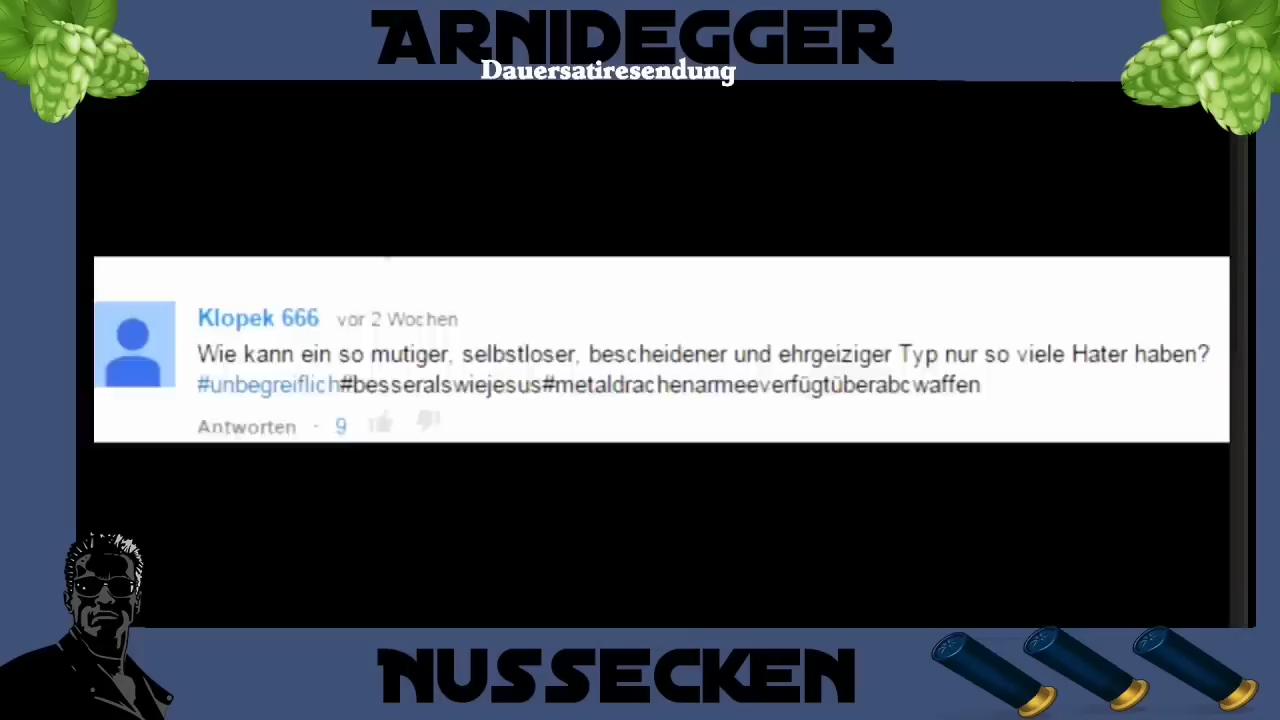 ARNIDEGGER
Dauersatiresendung
Klopek 666 vor 2 Wochen
Wie kann ein so mutiger, selbstloser, bescheidener und ehrgeiziger Typ nur so viele Hater haben?
#unbegreiflich#besseralswiejesus#metaldrachenarmeeverfügtüberabcwaffen
Antworten · 9
NUSSECKEN